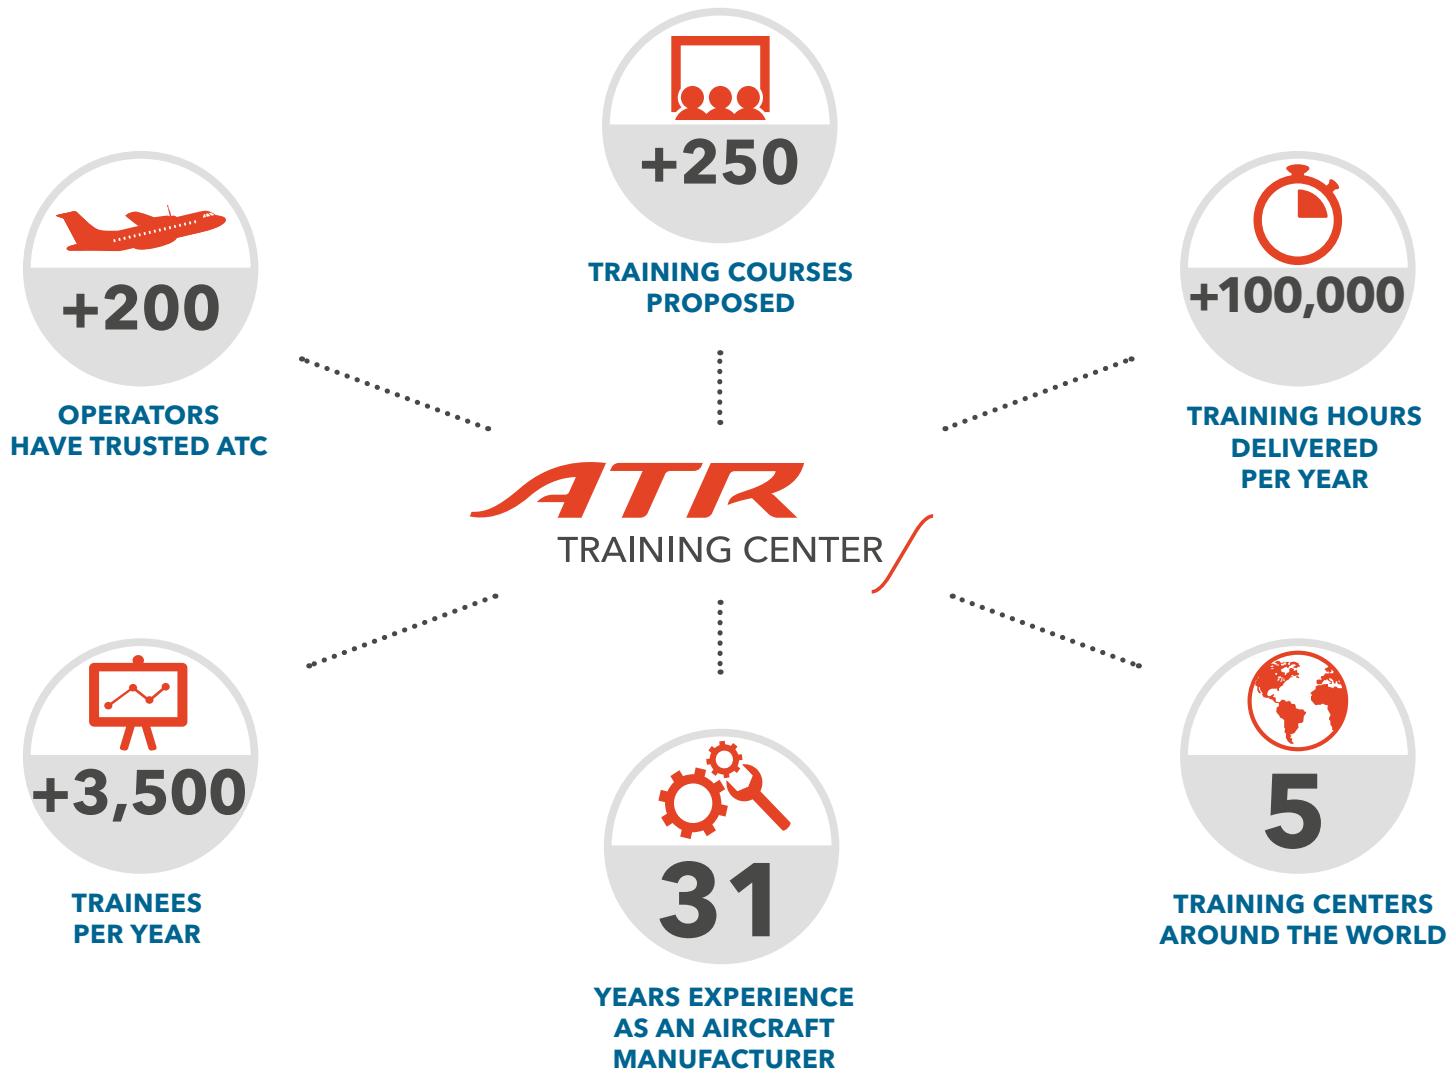 +250
TRAINING COURSES
PROPOSED
+200
OPERATORS
HAVE TRUSTED ATC
+100,000
TRAINING HOURS
DELIVERED
PER YEAR
ATR
TRAINING CENTER
+3,500
TRAINEES
PER YEAR
31
YEARS EXPERIENCE
AS AN AIRCRAFT
MANUFACTURER
5
TRAINING CENTERS
AROUND THE WORLD